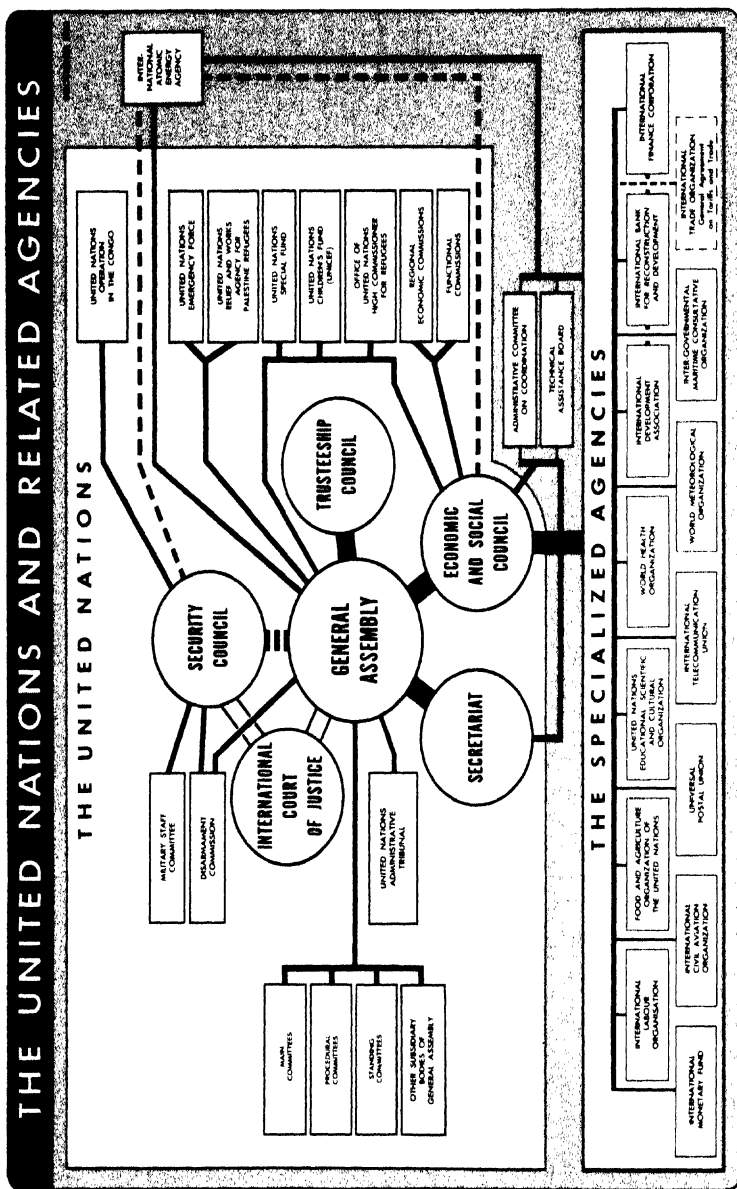 THE UNITED NATIONS AND RELATED AGENCIES
THE UNITED NATIONS
INTER-
NATIONAL
ATOMIC
ENERGY
AGENCY
UNITED NATIONS
OPERATION
IN THE CONGO
UNITED NATIONS
EMERGENCY FORCE
UNITED NATIONS
RELIEF AND WORKS
AGENCY FOR
PALESTINE REFUGEES
UNITED NATIONS
SPECIAL FUND
UNITED NATIONS
CHILDREN'S FUND
(UNICEF)
OFFICE OF
UNITED NATIONS
HIGH COMMISSIONER
FOR REFUGEES
REGIONAL
ECONOMIC COMMISSIONS
FUNCTIONAL
COMMISSIONS
MILITARY STAFF
COMMITTEE
DISARMAMENT
COMMISSION
SECURITY
COUNCIL
INTERNATIONAL
COURT
OF JUSTICE
GENERAL
ASSEMBLY
TRUSTEESHIP
COUNCIL
ECONOMIC
AND SOCIAL
COUNCIL
SECRETARIAT
MAIN
COMMITTEES
PROCEDURAL
COMMITTEES
STANDING
COMMITTEES
OTHER SUBSIDIARY
BODIES OF
GENERAL ASSEMBLY
UNITED NATIONS
ADMINISTRATIVE
TRIBUNAL
ADMINISTRATIVE COMMITTEE
ON COORDINATION
TECHNICAL
ASSISTANCE BOARD
THE SPECIALIZED AGENCIES
INTERNATIONAL
LABOUR
ORGANISATION
FOOD AND AGRICULTURE
ORGANIZATION OF
THE UNITED NATIONS
UNITED NATIONS
EDUCATIONAL SCIENTIFIC
AND CULTURAL
ORGANIZATION
WORLD HEALTH
ORGANIZATION
INTERNATIONAL
DEVELOPMENT
ASSOCIATION
INTERNATIONAL BANK
FOR RECONSTRUCTION
AND DEVELOPMENT
INTERNATIONAL
FINANCE CORPORATION
INTERNATIONAL
MONETARY FUND
INTERNATIONAL
CIVIL AVIATION
ORGANIZATION
UNIVERSAL
POSTAL UNION
INTERNATIONAL
TELECOMMUNICATION
UNION
WORLD METEOROLOGICAL
ORGANIZATION
INTER-GOVERNMENTAL
MARITIME CONSULTATIVE
ORGANIZATION
INTERNATIONAL
TRADE ORGANIZATION
General Agreement
on Tariffs and Trade